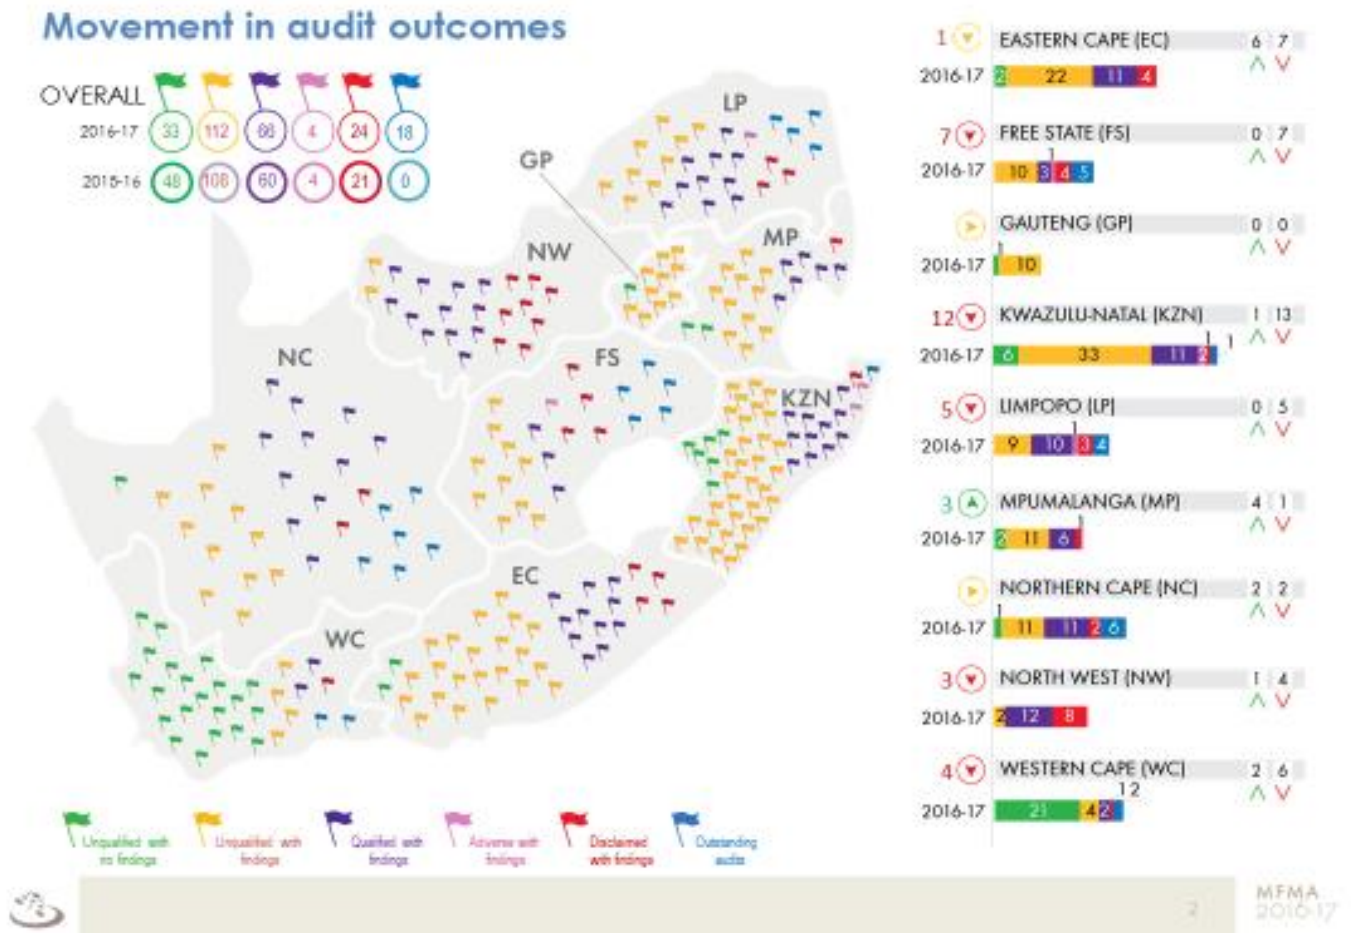 Movement in audit outcomes
OVERALL
2016-17 33 112 66 4 24 18
2015-16 48 108 60 4 21 0
LP
GP
MP
NW
NC
FS
KZN
EC
WC
1 EASTERN CAPE (EC) 6 7
2016-17 2 22 11 4
7 FREE STATE (FS) 0 7
1
2016-17 10 3 4 5
GAUTENG (GP) 0 0
1
2016-17 10
12 KWAZULU-NATAL (KZN) 1 13
1 1
2016-17 6 33 11 2
5 LIMPOPO (LP) 0 5
1
2016-17 9 10 3 4
3 MPUMALANGA (MP) 4 1
1
2016-17 2 11 6
NORTHERN CAPE (NC) 2 2
1
2016-17 11 11 2 6
3 NORTH WEST (NW) 1 4
2016-17 2 12 8
4 WESTERN CAPE (WC) 2 6
1 2
2016-17 21 4 2
Unqualified with no findings
Unqualified with findings
Qualified with findings
Adverse with findings
Disclaimed with findings
Outstanding audits
2
MFMA
2016-17